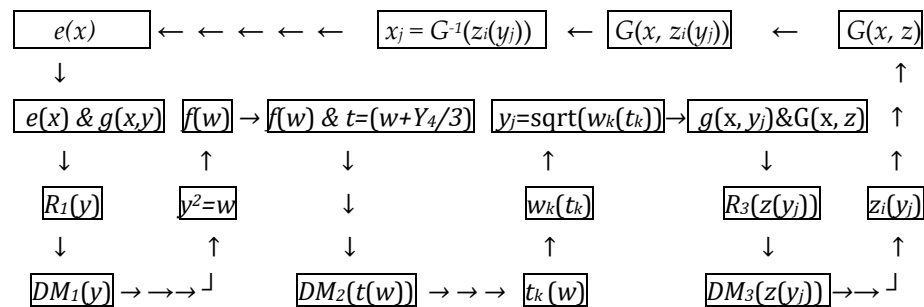 e(x) ← ← ← ← ← xⱼ = G⁻¹(zᵢ(yⱼ)) ← G(x, zᵢ(yⱼ)) ← G(x, z)
↓ ↑
e(x) & g(x,y) f(w) → f(w) & t=(w+Y₄/3) yⱼ=sqrt(wₖ(tₖ)) → g(x, yⱼ)&G(x, z) ↑
↓ ↑ ↓ ↑ ↓ ↑
R₁(y) y²=w ↓ wₖ(tₖ) R₃(z(yⱼ)) zᵢ(yⱼ)
↓ ↑ ↓ ↑ ↓ ↑
DM₁(y) → →→ ┘ DM₂(t(w)) → → → tₖ(w) DM₃(z(yⱼ)) →→ ┘